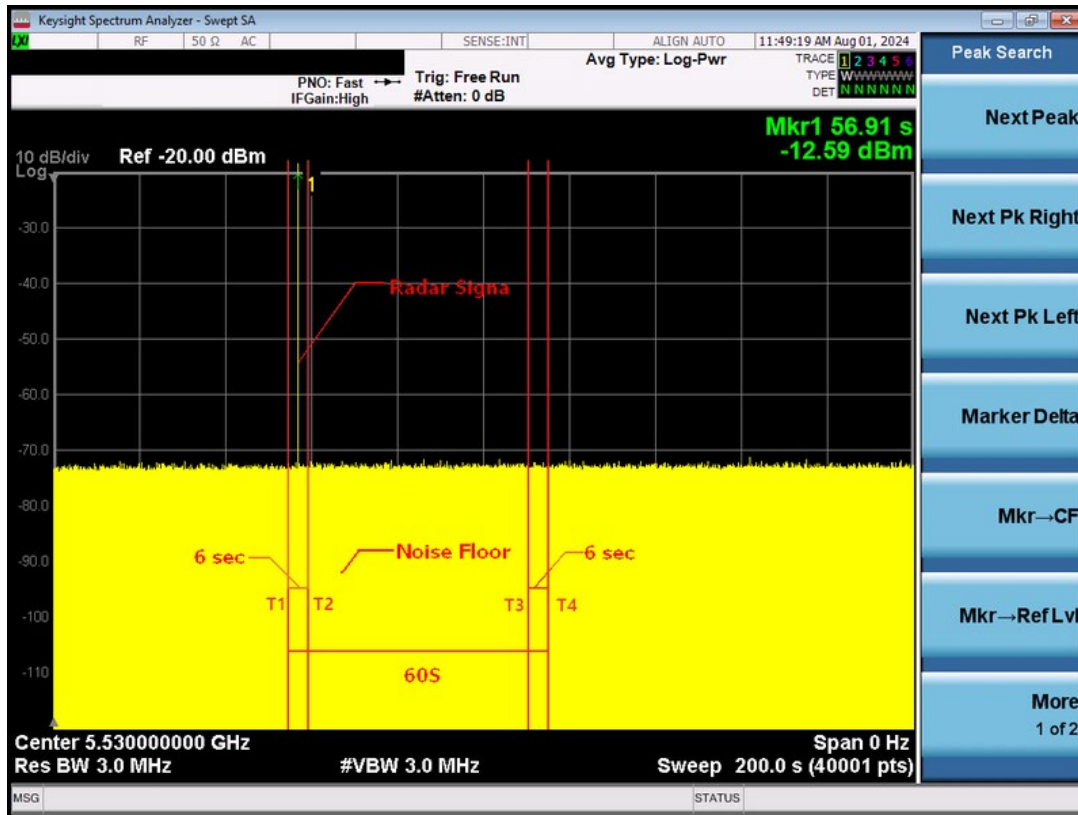 Keysight Spectrum Analyzer - Swept SA
LXI RF 50 Ω AC SENSE:INT ALIGN AUTO 11:49:19 AM Aug 01, 2024
PNO: Fast
IFGain:High
Trig: Free Run
#Atten: 0 dB
Avg Type: Log-Pwr
TRACE 1 2 3 4 5 6
TYPE WWWWWW
DET N N N N N N
Mkr1 56.91 s
-12.59 dBm
10 dB/div Ref -20.00 dBm
Log
1
-30.0
-40.0
Radar Signa
-50.0
-60.0
-70.0
-80.0
-90.0
6 sec Noise Floor 6 sec
T1 T2 T3 T4
-100
-110
60S
Center 5.530000000 GHz Span 0 Hz
Res BW 3.0 MHz #VBW 3.0 MHz Sweep 200.0 s (40001 pts)
MSG STATUS
Peak Search
Next Peak
Next Pk Right
Next Pk Left
Marker Delta
Mkr→CF
Mkr→Ref Lvl
More
1 of 2